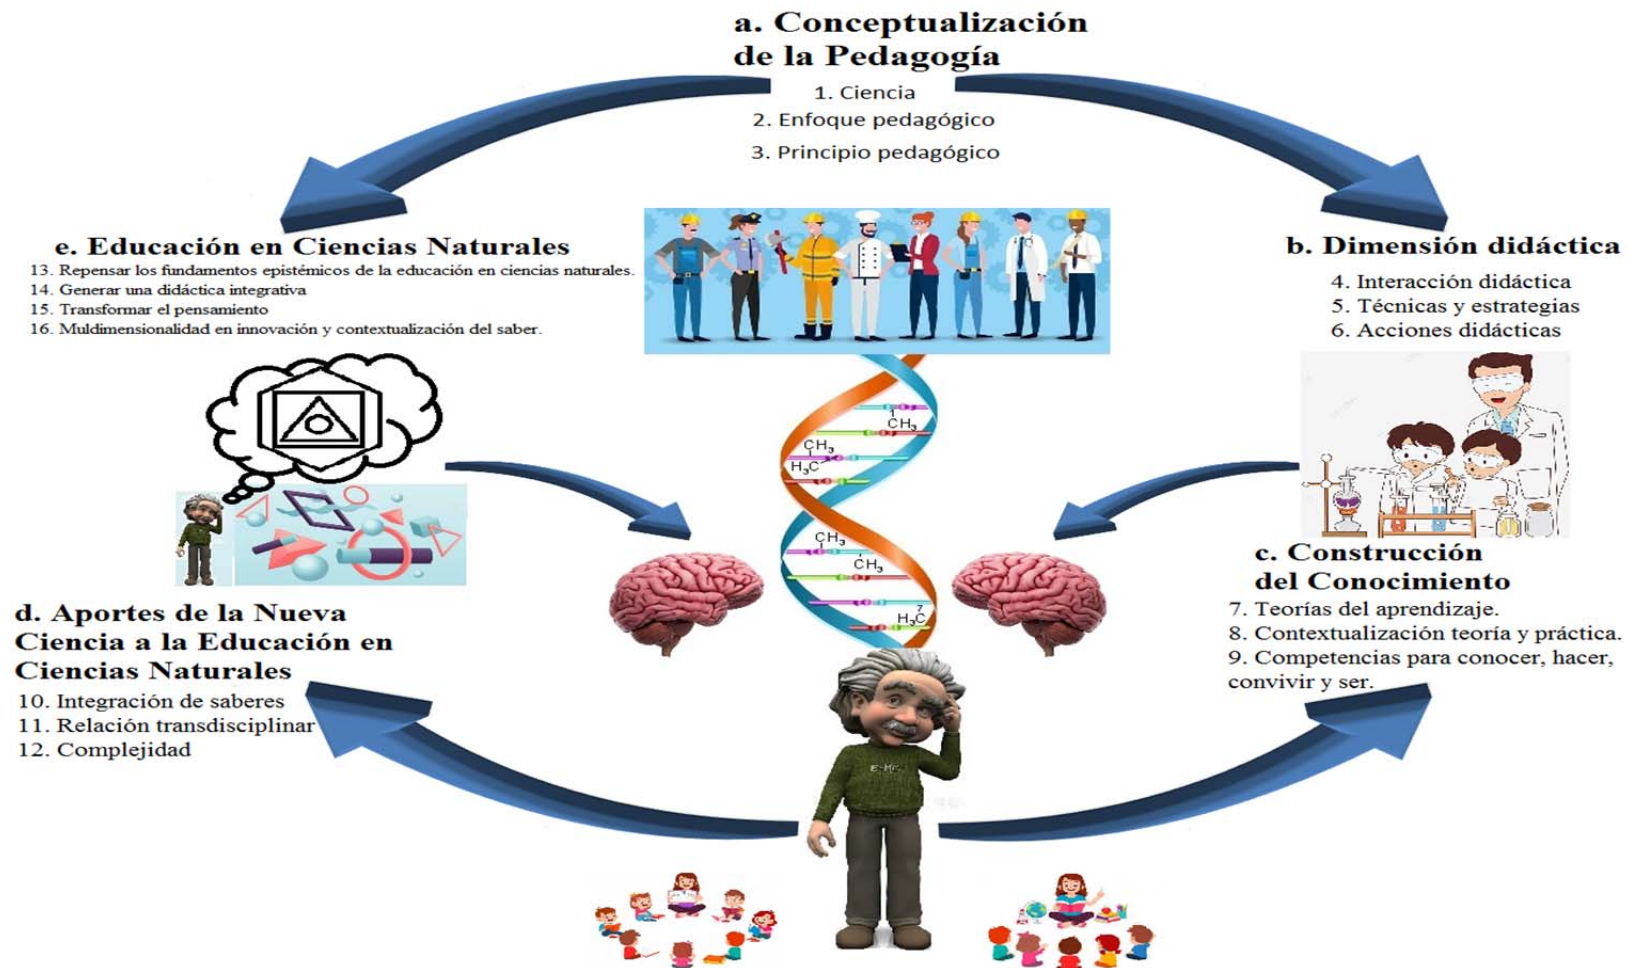 a. Conceptualización
de la Pedagogía
1. Ciencia
2. Enfoque pedagógico
3. Principio pedagógico
e. Educación en Ciencias Naturales
13. Repensar los fundamentos epistémicos de la educación en ciencias naturales.
14. Generar una didáctica integrativa
15. Transformar el pensamiento
16. Muldimensionalidad en innovación y contextualización del saber.
b. Dimensión didáctica
4. Interacción didáctica
5. Técnicas y estrategias
6. Acciones didácticas
1
CH3
CH3
H3C
CH3
CH3
7
H3C
c. Construcción
del Conocimiento
7. Teorías del aprendizaje.
8. Contextualización teoría y práctica.
9. Competencias para conocer, hacer,
convivir y ser.
d. Aportes de la Nueva
Ciencia a la Educación en
Ciencias Naturales
10. Integración de saberes
11. Relación transdisciplinar
12. Complejidad